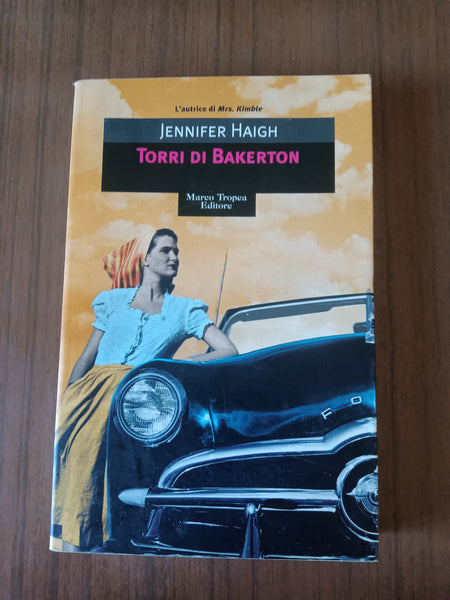 L'autrice di Mrs. Kimble
JENNIFER HAIGH
TORRI DI BAKERTON
Marco Tropea
Editore
FO